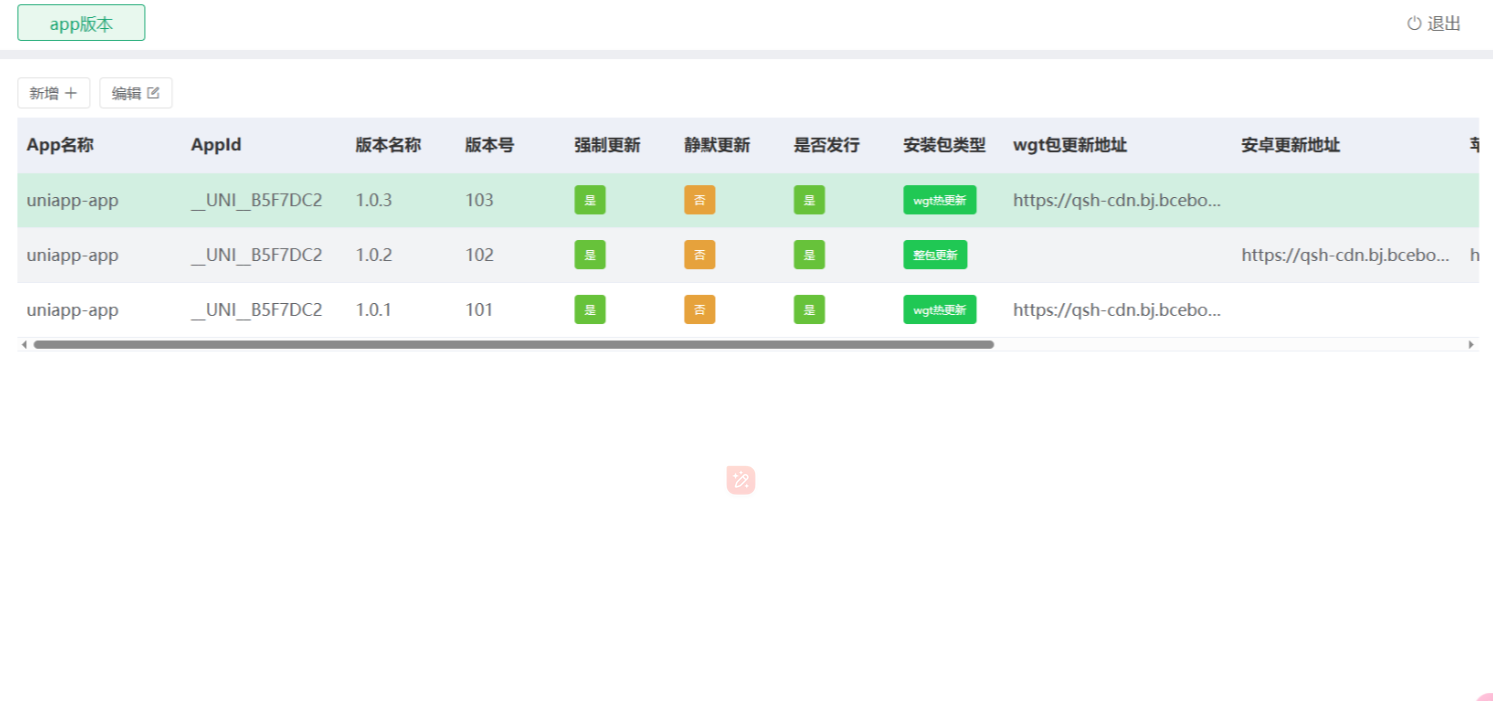 app版本 退出
新增 编辑
App名称 AppId 版本名称 版本号 强制更新 静默更新 是否发行 安装包类型 wgt包更新地址 安卓更新地址
uniapp-app __UNI__B5F7DC2 1.0.3 103 是 否 是 wgt热更新 https://qsh-cdn.bj.bcebo...
uniapp-app __UNI__B5F7DC2 1.0.2 102 是 否 是 整包更新 https://qsh-cdn.bj.bcebo... h
uniapp-app __UNI__B5F7DC2 1.0.1 101 是 否 是 wgt热更新 https://qsh-cdn.bj.bcebo...